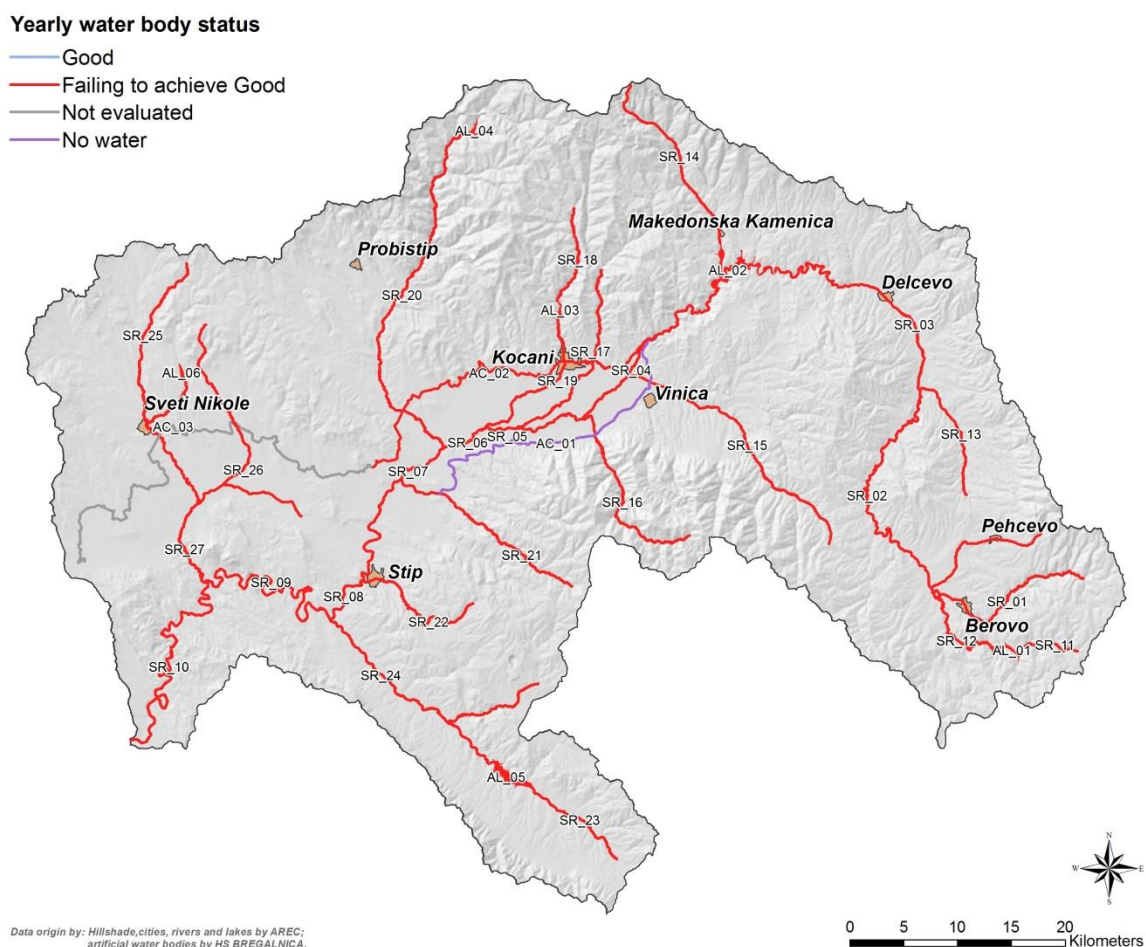 Yearly water body status
Good
Failing to achieve Good
Not evaluated
No water
AL_04
SR_14
Makedonska Kamenica
Probistip
SR_18
AL_02
Delcevo
SR_20
AL_03
SR_03
SR_25
Kocani
SR_17
AL_06
AC_02
SR_19
SR_04
Vinica
Sveti Nikole
AC_03
SR_06
SR_05
AC_01
SR_15
SR_13
SR_26
SR_07
SR_02
SR_16
Pehcevo
SR_27
SR_21
Stip
SR_09
SR_08
SR_01
SR_22
Berovo
SR_12
AL_01
SR_11
SR_10
SR_24
AL_05
SR_23
N
W
E
S
Data origin by: Hillshade,cities, rivers and lakes by AREC;
artificial water bodies by HS BREGALNICA.
0 5 10 15 20
Kilometers